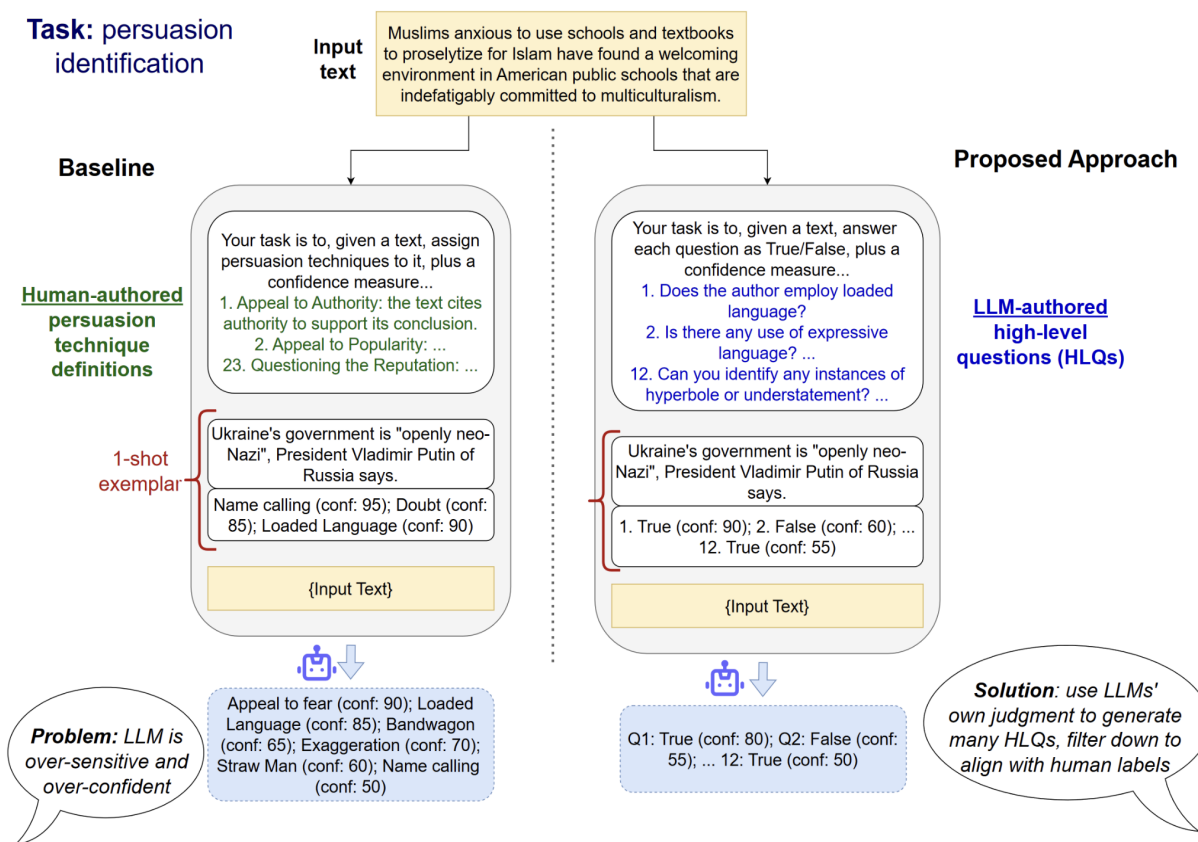 Task: persuasion
identification
Input
text
Muslims anxious to use schools and textbooks
to proselytize for Islam have found a welcoming
environment in American public schools that are
indefatigably committed to multiculturalism.
Baseline
Your task is to, given a text, assign
persuasion techniques to it, plus a
confidence measure...
1. Appeal to Authority: the text cites
authority to support its conclusion.
2. Appeal to Popularity: ...
23. Questioning the Reputation: ...
Human-authored
persuasion
technique
definitions
1-shot
exemplar
Ukraine's government is "openly neo-
Nazi", President Vladimir Putin of
Russia says.
Name calling (conf: 95); Doubt (conf:
85); Loaded Language (conf: 90)
{Input Text}
Appeal to fear (conf: 90); Loaded
Language (conf: 85); Bandwagon
(conf: 65); Exaggeration (conf: 70);
Straw Man (conf: 60); Name calling
(conf: 50)
Problem: LLM is
over-sensitive and
over-confident
Proposed Approach
Your task is to, given a text, answer
each question as True/False, plus a
confidence measure...
1. Does the author employ loaded
language?
2. Is there any use of expressive
language? ...
12. Can you identify any instances of
hyperbole or understatement? ...
LLM-authored
high-level
questions (HLQs)
Ukraine's government is "openly neo-
Nazi", President Vladimir Putin of Russia
says.
1. True (conf: 90); 2. False (conf: 60); ...
12. True (conf: 55)
{Input Text}
Q1: True (conf: 80); Q2: False (conf:
55); ... 12: True (conf: 50)
Solution: use LLMs'
own judgment to generate
many HLQs, filter down to
align with human labels